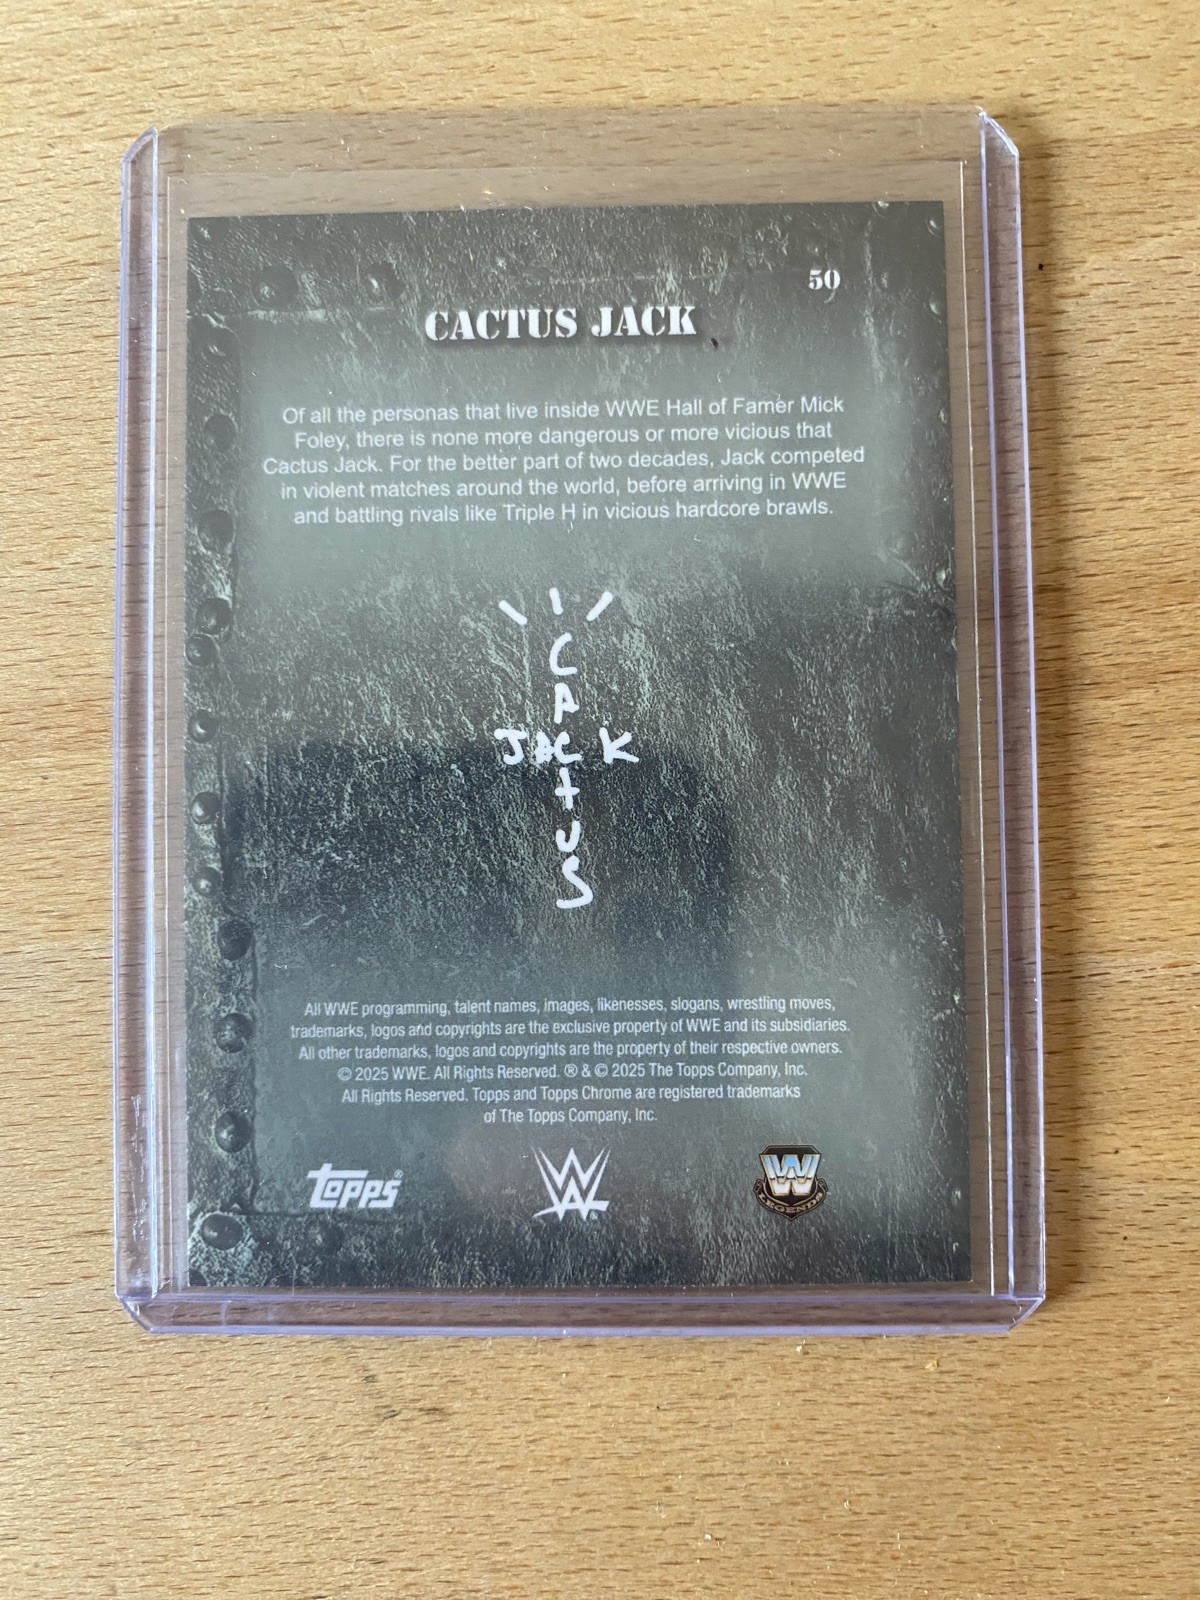 50
CACTUS JACK
Of all the personas that live inside WWE Hall of Famer Mick
Foley, there is none more dangerous or more vicious that
Cactus Jack. For the better part of two decades, Jack competed
in violent matches around the world, before arriving in WWE
and battling rivals like Triple H in vicious hardcore brawls.
C
A
JACK
T
U
S
All WWE programming, talent names, images, likenesses, slogans, wrestling moves,
trademarks, logos and copyrights are the exclusive property of WWE and its subsidiaries.
All other trademarks, logos and copyrights are the property of their respective owners.
© 2025 WWE. All Rights Reserved. ® & © 2025 The Topps Company, Inc.
All Rights Reserved. Topps and Topps Chrome are registered trademarks
of The Topps Company, Inc.
Topps® W W LEGENDS